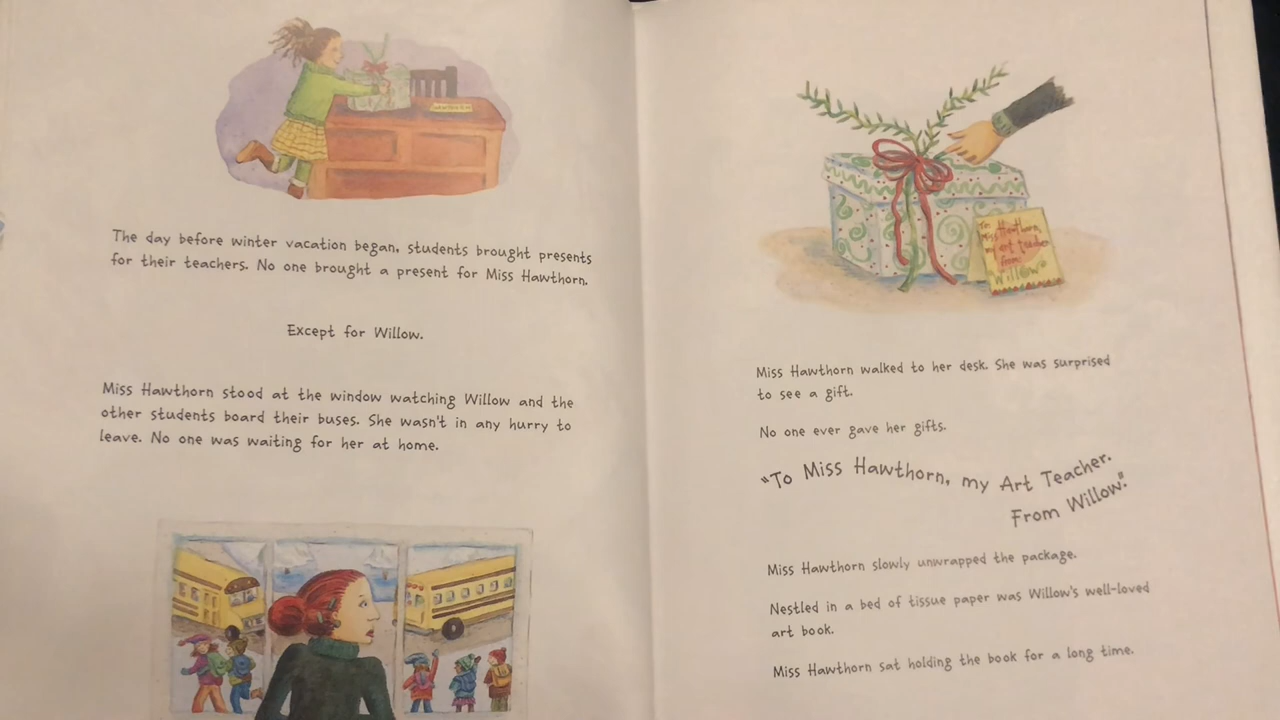 The day before winter vacation began, students brought presents
for their teachers. No one brought a present for Miss Hawthorn.
Except for Willow.
Miss Hawthorn stood at the window watching Willow and the
other students board their buses. She wasn't in any hurry to
leave. No one was waiting for her at home.
To:
Miss Hawthorn,
my art teacher
from:
Willow
Miss Hawthorn walked to her desk. She was surprised
to see a gift.
No one ever gave her gifts.
“To Miss Hawthorn, my Art Teacher.
From Willow.”
Miss Hawthorn slowly unwrapped the package.
Nestled in a bed of tissue paper was Willow's well-loved
art book.
Miss Hawthorn sat holding the book for a long time.